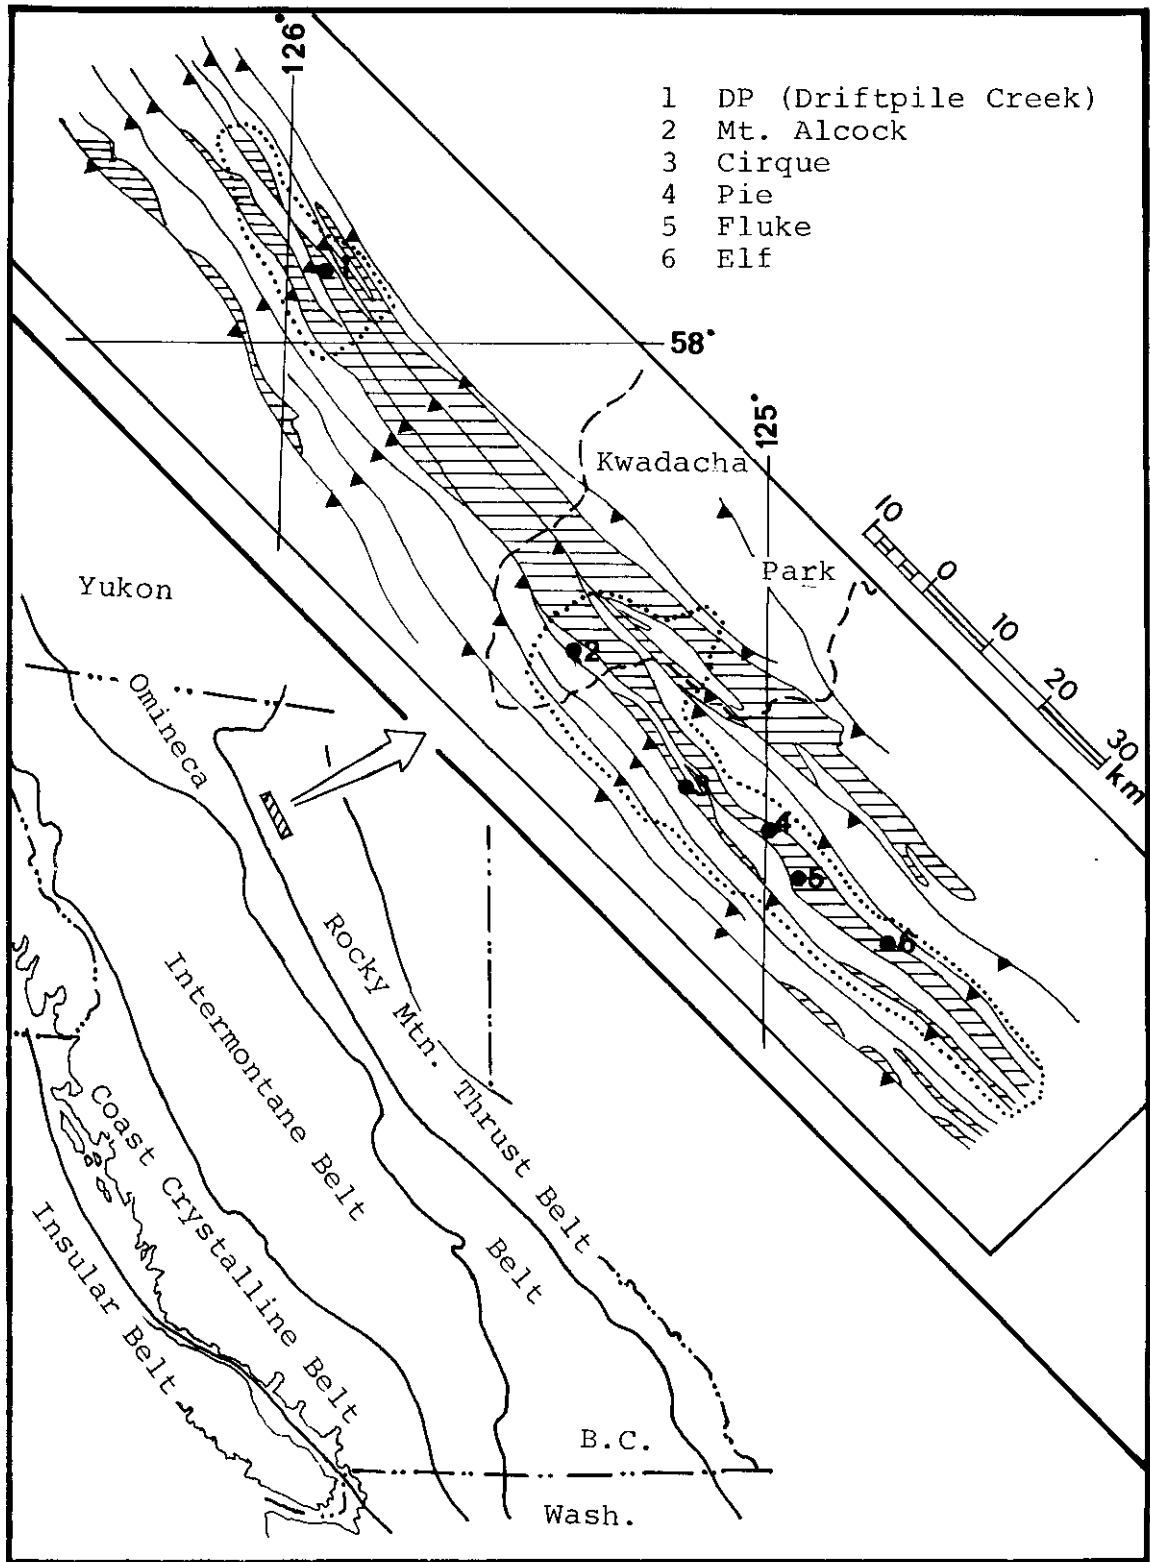 126°
1 DP (Driftpile Creek)
2 Mt. Alcock
3 Cirque
4 Pie
5 Fluke
6 Elf
1
58°
125°
Kwadacha
Park
10
0
10
20
30
km
2
3
4
5
6
Yukon
Omineca
Rocky Mtn. Thrust Belt
Intermontane Belt
Belt
Coast Crystalline Belt
Insular Belt
B.C.
Wash.